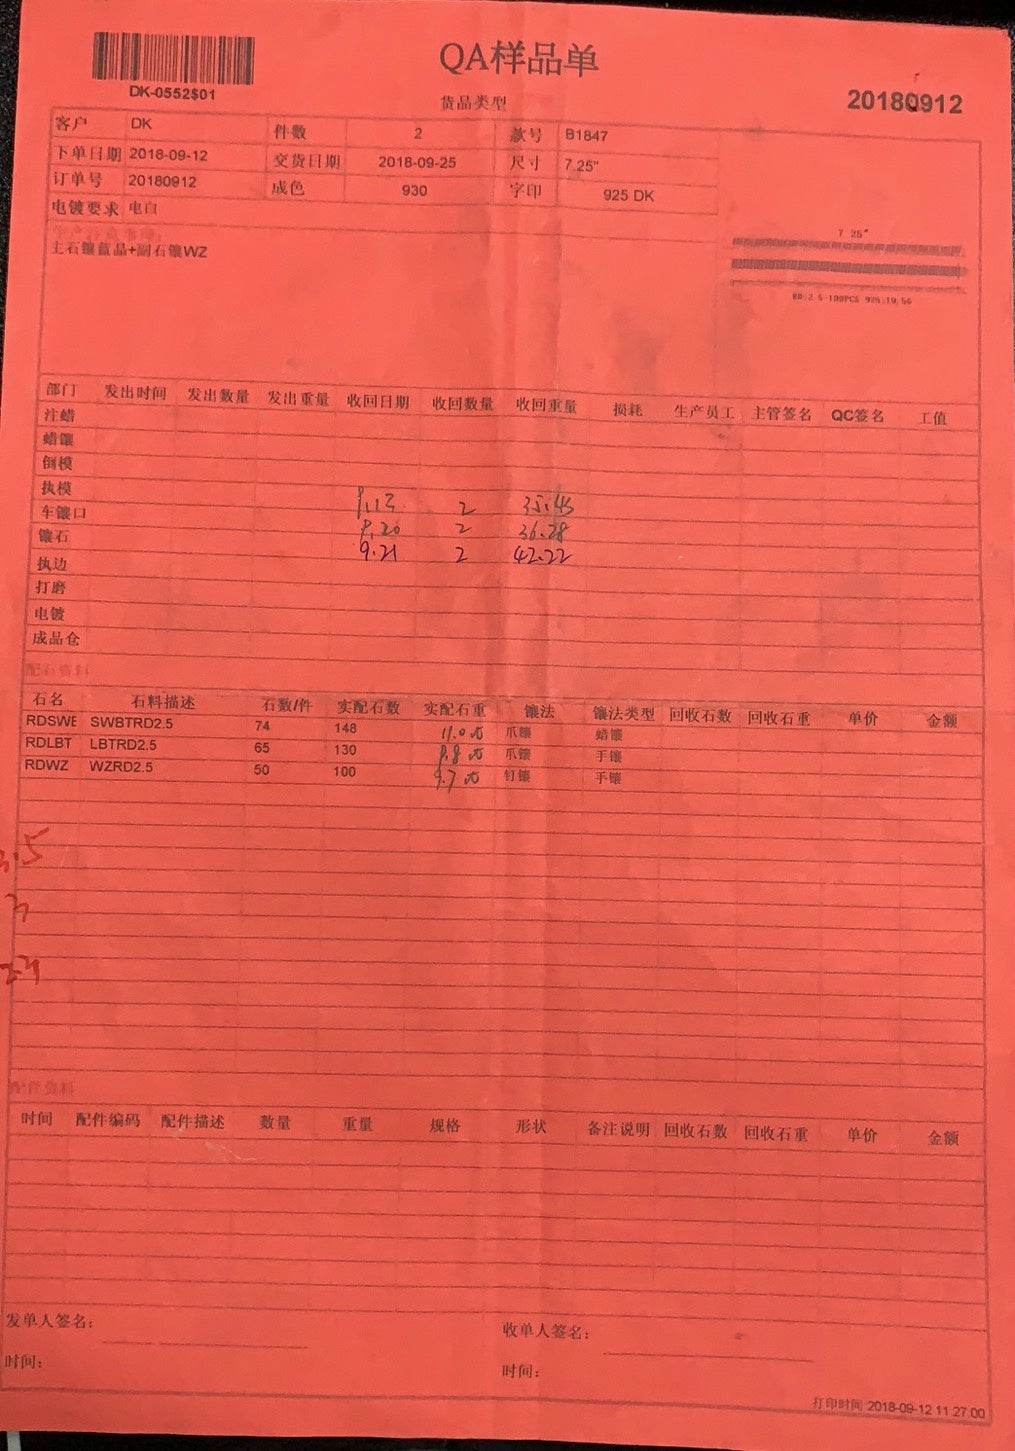 QA样品单
DK-0552$01
货品类型
20180912
客户 DK 件数 2 款号 B1847
下单日期 2018-09-12 交货日期 2018-09-25 尺寸 7.25"
订单号 20180912 成色 930 字印 925 DK
电镀要求 电白
7 25"
主石镶蓝晶+副石镶WZ
部门 发出时间 发出数量 发出重量 收回日期 收回数量 收回重量 损耗 生产员工 主管签名 QC签名 工值
注蜡
蜡镶
倒模
执模
车镶口 9.13 2 35.45
镶石 9.20 2 36.28
执边 9.21 2 42.22
打磨
电镀
成品仓
配石资料
石名 石料描述 石数/件 实配石数 实配石重 镶法 镶法类型 回收石数 回收石重 单价 金额
RDSWE SWBTRD2.5 74 148 11.0 爪镶 蜡镶
RDLBT LBTRD2.5 65 130 9.8 爪镶 手镶
RDWZ WZRD2.5 50 100 9.7 钉镶 手镶
配件资料
时间 配件编码 配件描述 数量 重量 规格 形状 备注说明 回收石数 回收石重 单价 金额
发单人签名: 收单人签名:
时间: 时间:
打印时间 2018-09-12 11:27:00